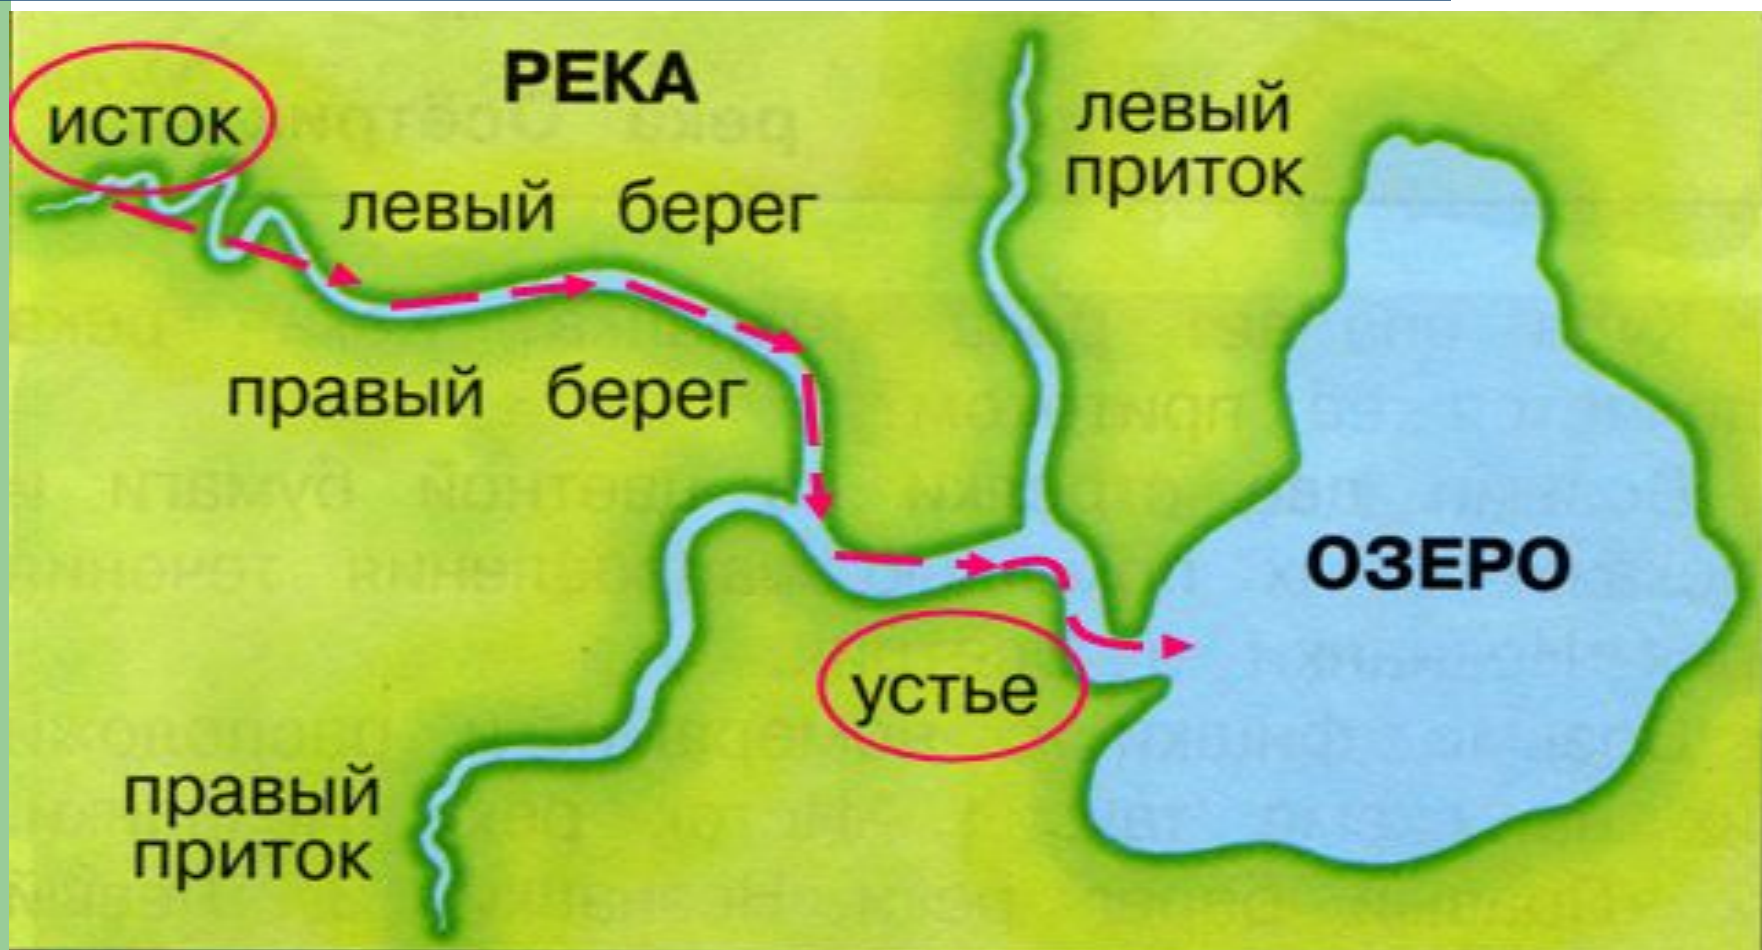 РЕКА
исток
левый
приток
левый берег
правый берег
ОЗЕРО
устье
правый
приток